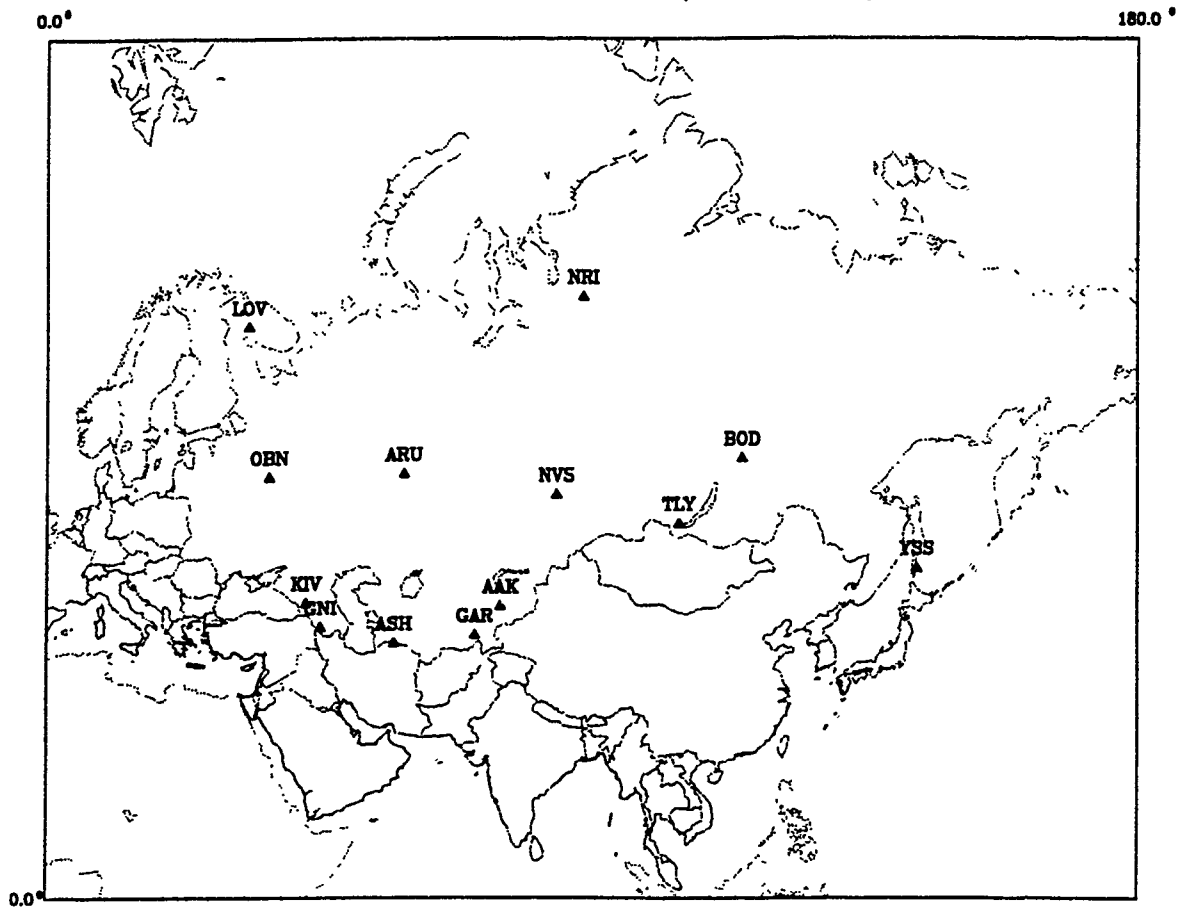 0.0°
180.0 °
NRI
LOV
BOD
ARU
OBN
NVS
TLY
YSS
AAK
KIV
GNI
GAR
ASH
0.0°